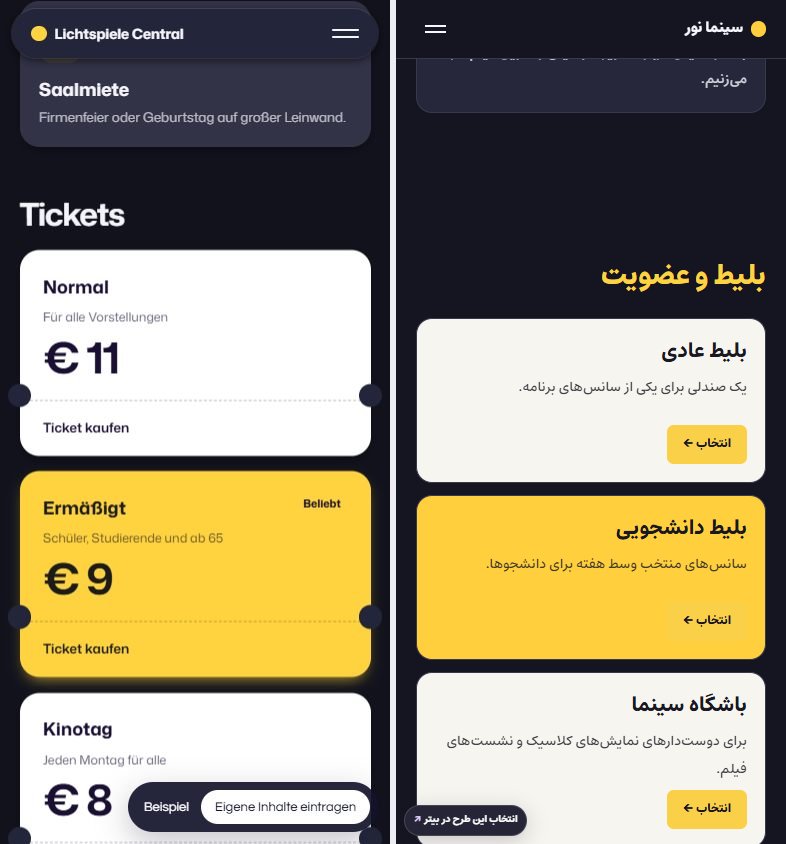 Lichtspiele Central
Saalmiete
Firmenfeier oder Geburtstag auf großer Leinwand.
Tickets
Normal
Für alle Vorstellungen
€ 11
Ticket kaufen
Ermäßigt
Beliebt
Schüler, Studierende und ab 65
€ 9
Ticket kaufen
Kinotag
Jeden Montag für alle
€ 8
Beispiel
Eigene Inhalte eintragen
سینما نور
می‌زنیم.
بلیط و عضویت
بلیط عادی
یک صندلی برای یکی از سانس‌های برنامه.
انتخاب ←
بلیط دانشجویی
سانس‌های منتخب وسط هفته برای دانشجوها.
انتخاب ←
باشگاه سینما
برای دوست‌دارهای نمایش‌های کلاسیک و نشست‌های
فیلم.
انتخاب ←
انتخاب این طرح در بیتر ↗